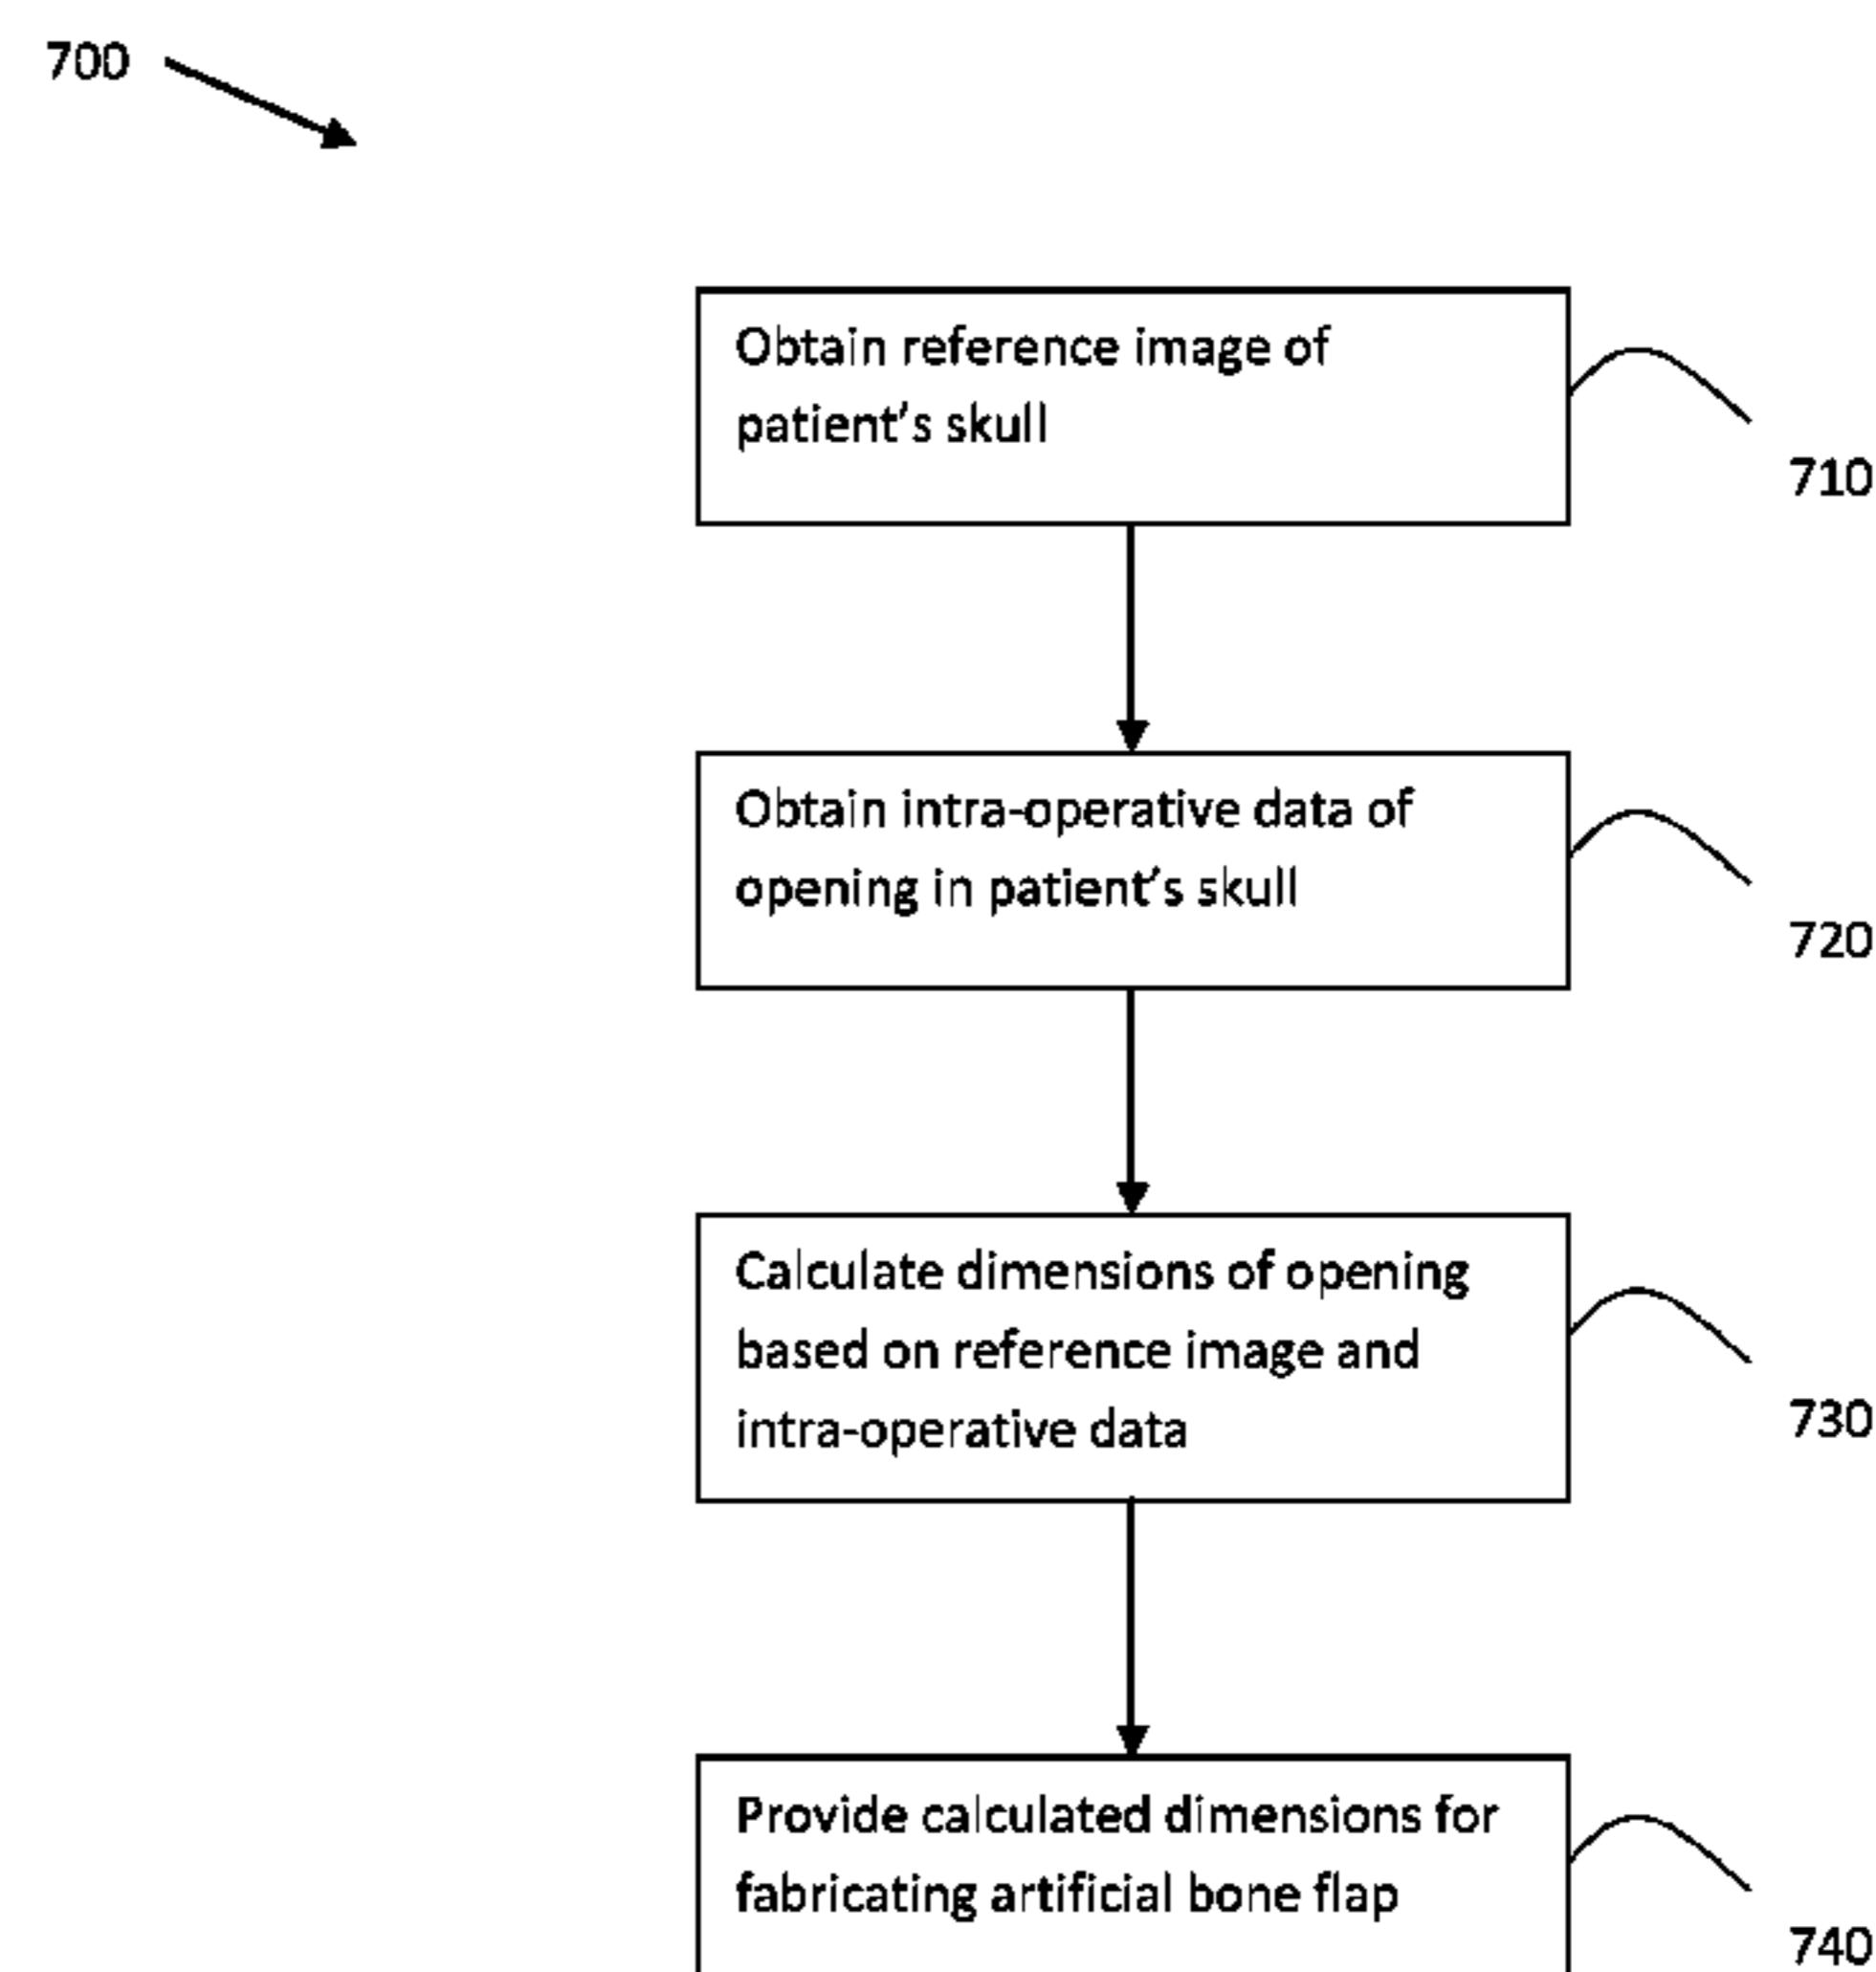 700
Obtain reference image of
patient's skull
710
Obtain intra-operative data of
opening in patient's skull
720
Calculate dimensions of opening
based on reference image and
intra-operative data
730
Provide calculated dimensions for
fabricating artificial bone flap
740